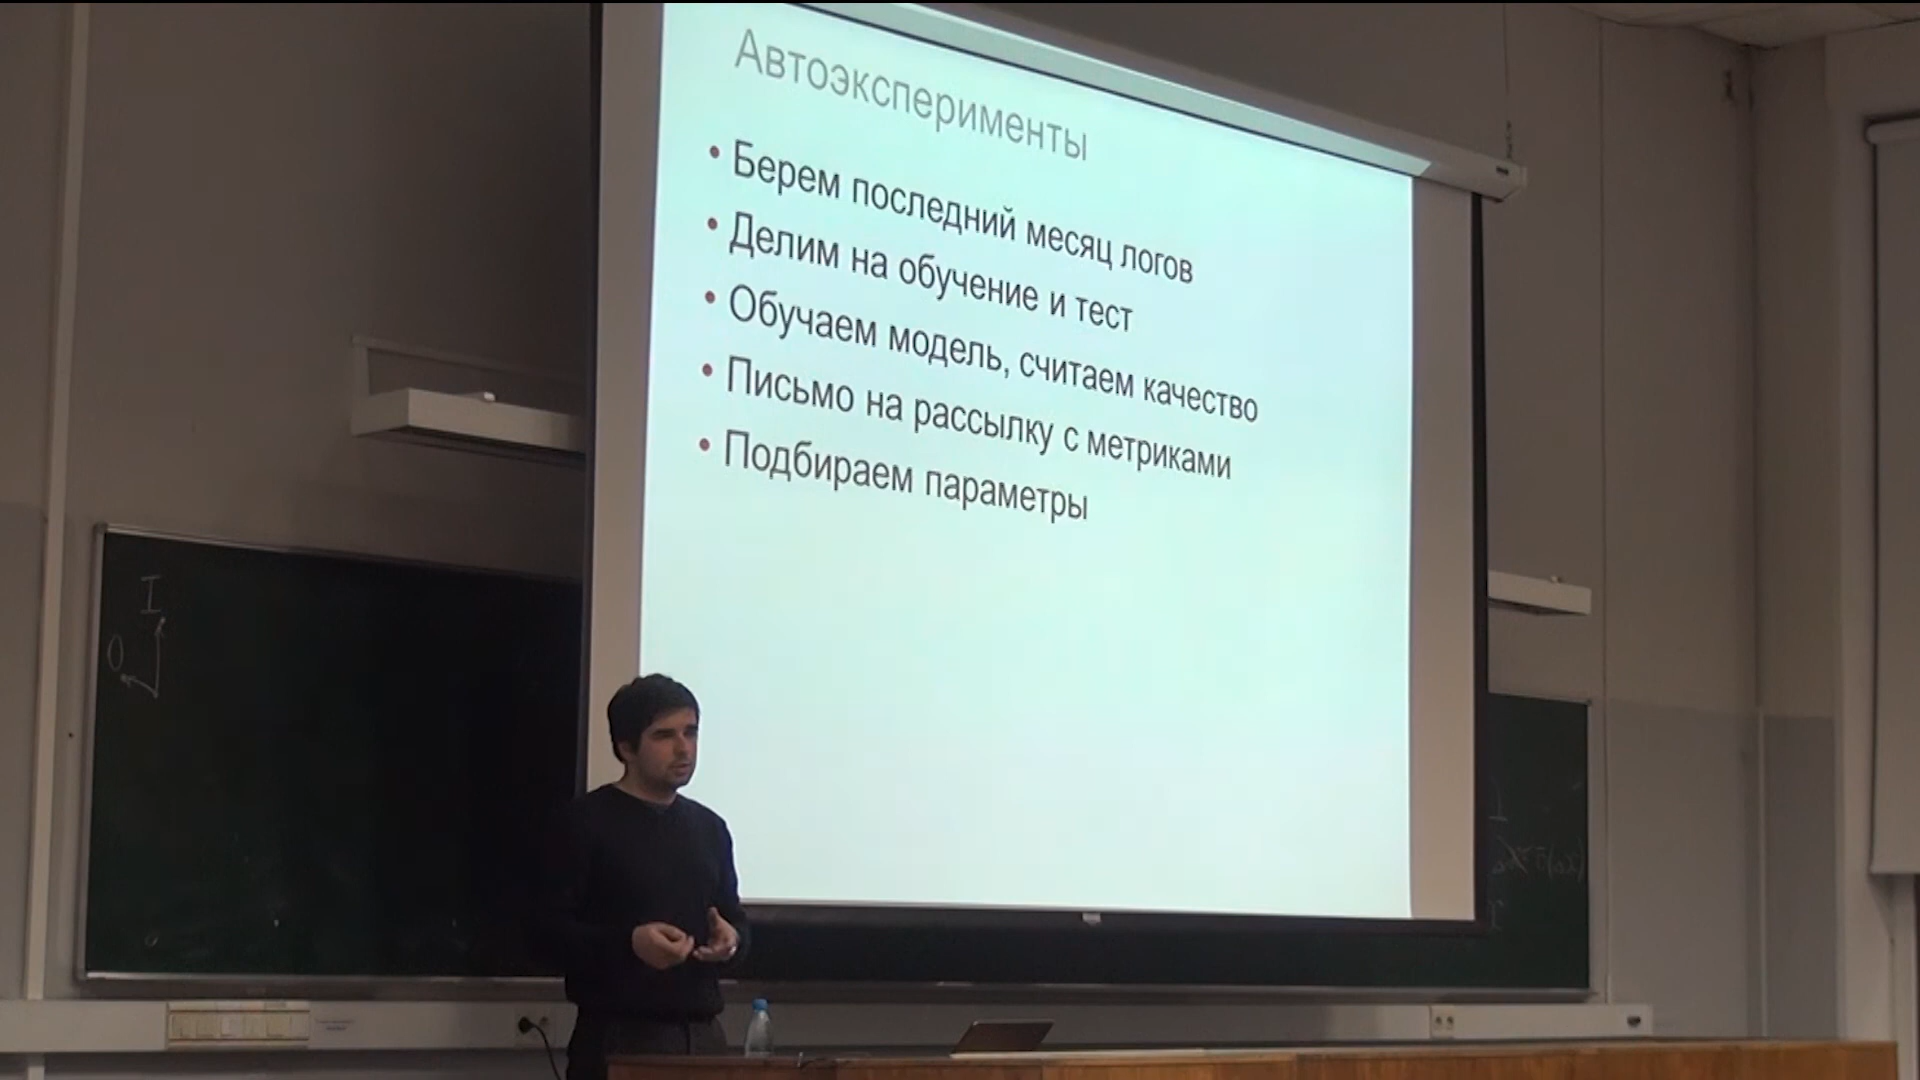 Автоэксперименты
• Берем последний месяц логов
• Делим на обучение и тест
• Обучаем модель, считаем качество
• Письмо на рассылку с метриками
• Подбираем параметры
I
0